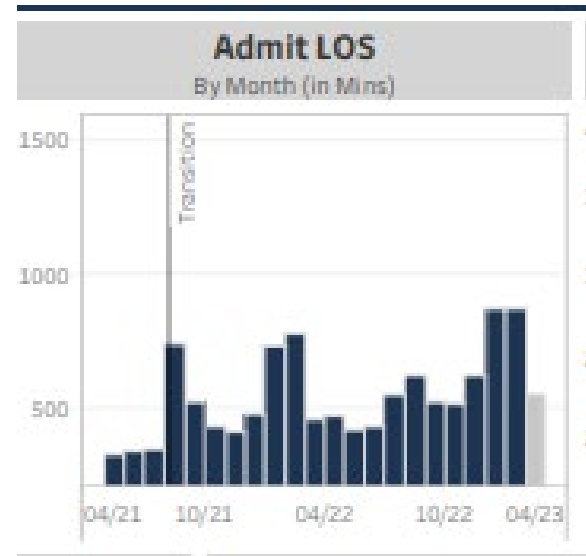 Admit LOS
By Month (in Mins)
1500
Transition
1000
500
04/21 10/21 04/22 10/22 04/23